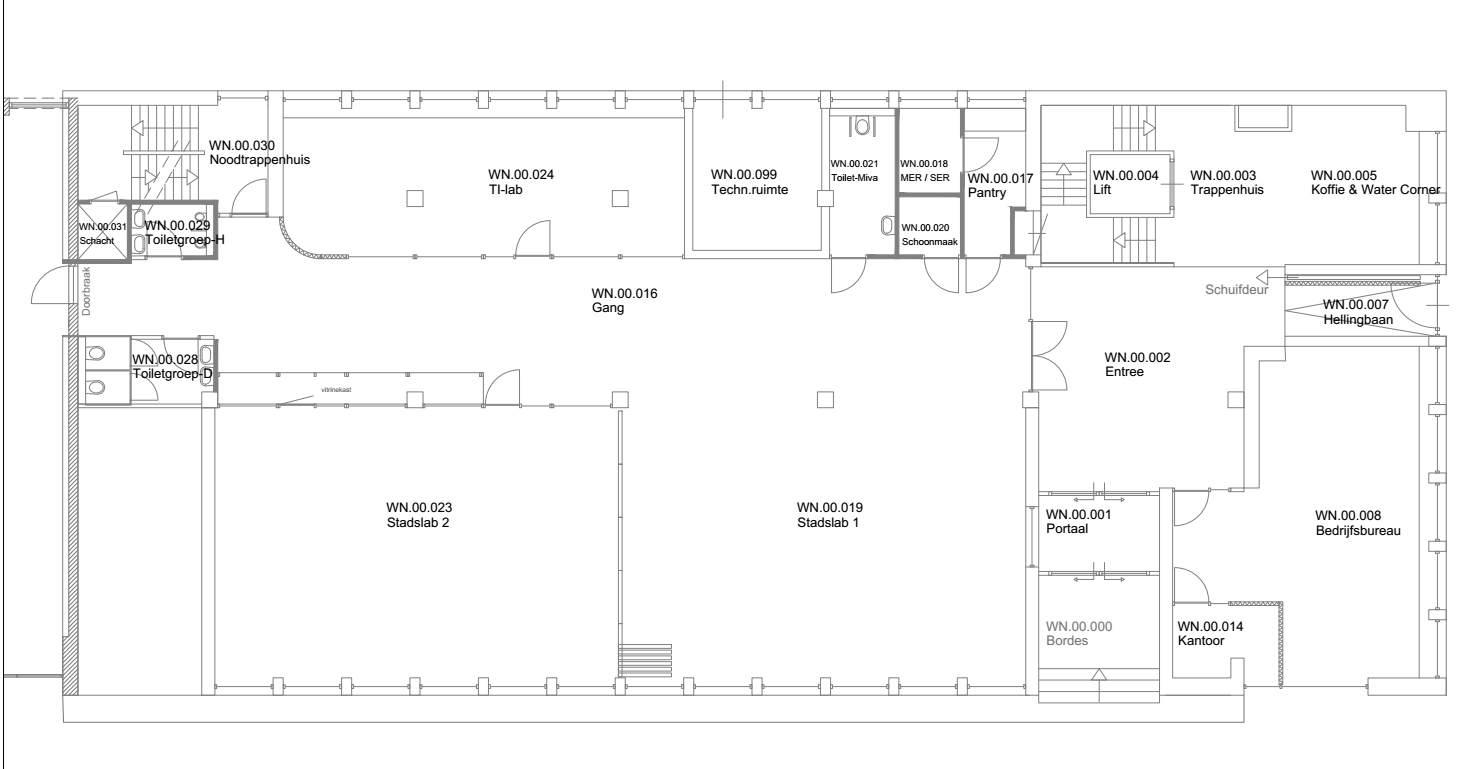 WN.00.030
Noodtrappenhuis
WN.00.024
TI-lab
WN.00.099
Techn.ruimte
WN.00.021
Toilet-Miva
WN.00.018
MER / SER
WN.00.017
Pantry
WN.00.004
Lift
WN.00.003
Trappenhuis
WN.00.005
Koffie & Water Corner
WN.00.031
Schacht
WN.00.029
Toiletgroep-H
WN.00.020
Schoonmaak
Doorbraak
WN.00.016
Gang
Schuifdeur
WN.00.007
Hellingbaan
WN.00.028
Toiletgroep-D
WN.00.002
Entree
vitrinekast
WN.00.023
Stadslab 2
WN.00.019
Stadslab 1
WN.00.001
Portaal
WN.00.008
Bedrijfsbureau
WN.00.000
Bordes
WN.00.014
Kantoor